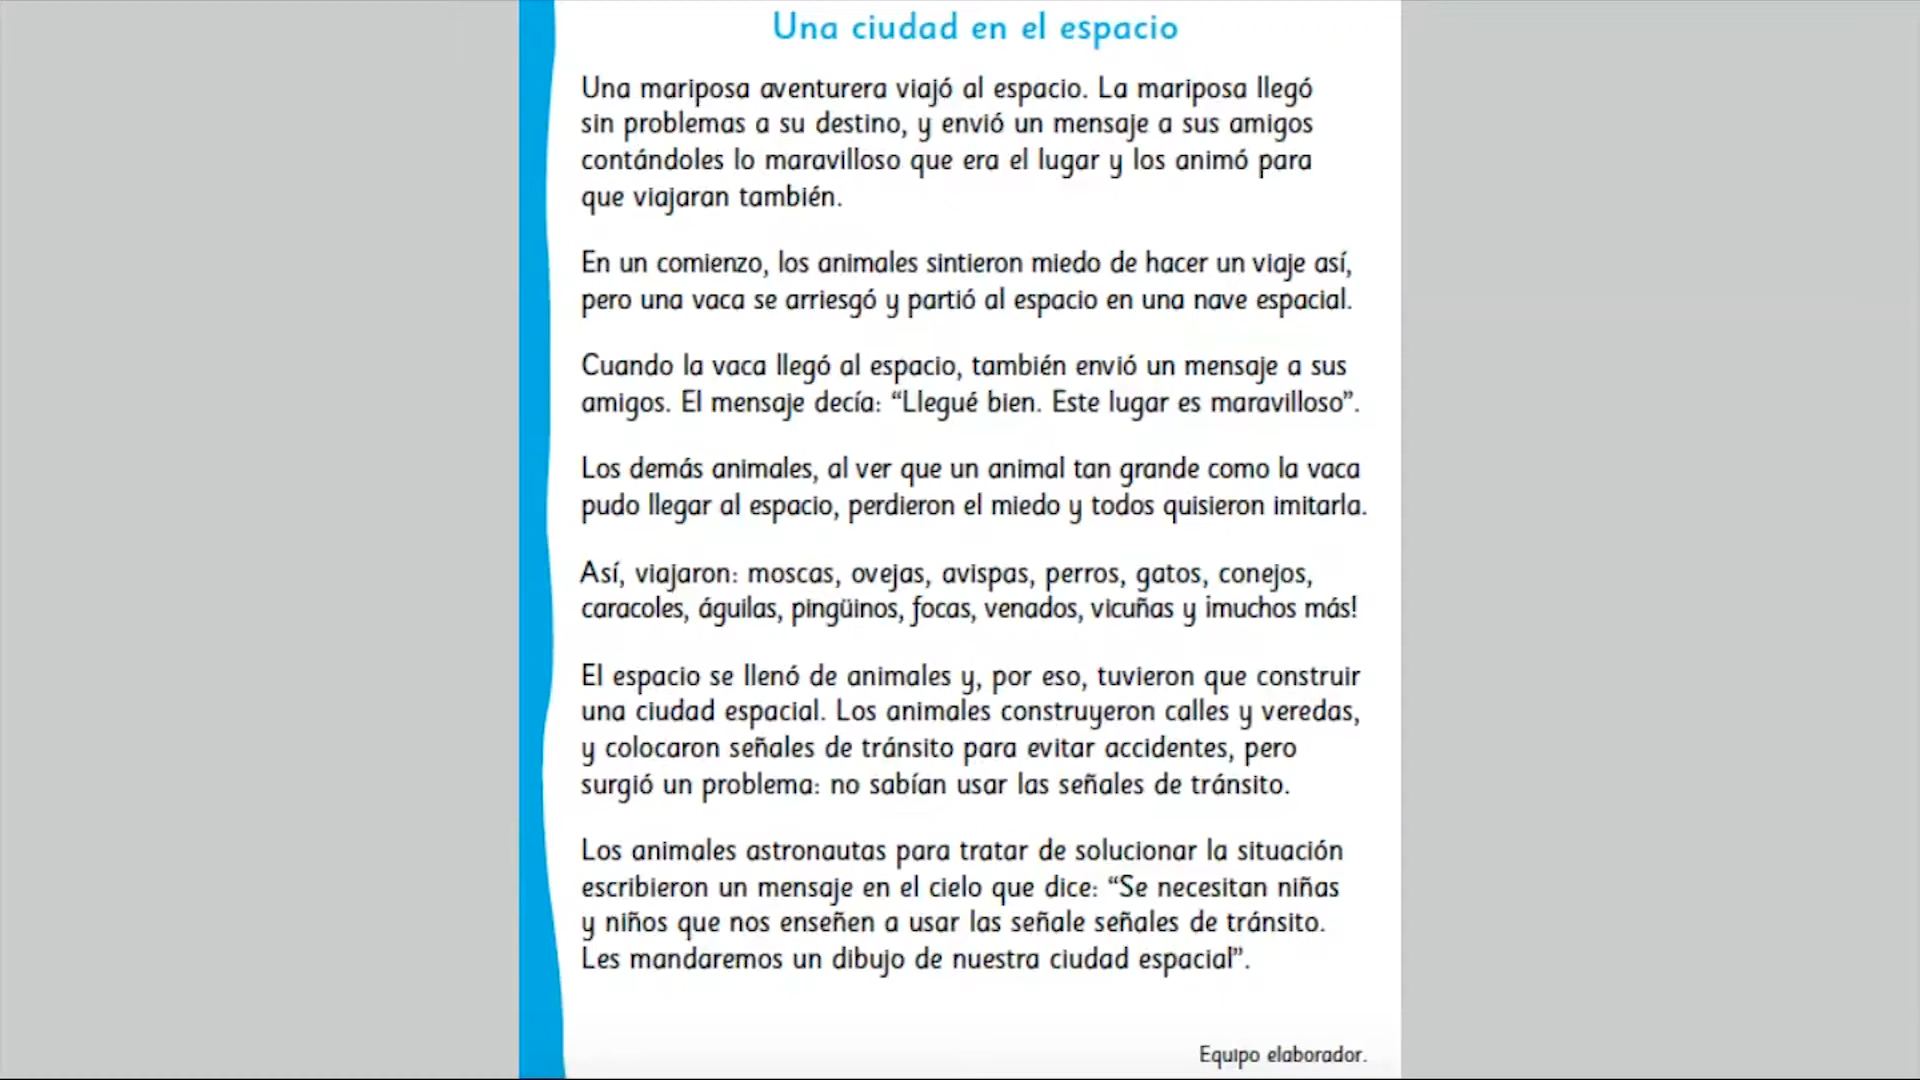 Una ciudad en el espacio
Una mariposa aventurera viajó al espacio. La mariposa llegó
sin problemas a su destino, y envió un mensaje a sus amigos
contándoles lo maravilloso que era el lugar y los animó para
que viajaran también.
En un comienzo, los animales sintieron miedo de hacer un viaje así,
pero una vaca se arriesgó y partió al espacio en una nave espacial.
Cuando la vaca llegó al espacio, también envió un mensaje a sus
amigos. El mensaje decía: “Llegué bien. Este lugar es maravilloso”.
Los demás animales, al ver que un animal tan grande como la vaca
pudo llegar al espacio, perdieron el miedo y todos quisieron imitarla.
Así, viajaron: moscas, ovejas, avispas, perros, gatos, conejos,
caracoles, águilas, pingüinos, focas, venados, vicuñas y ¡muchos más!
El espacio se llenó de animales y, por eso, tuvieron que construir
una ciudad espacial. Los animales construyeron calles y veredas,
y colocaron señales de tránsito para evitar accidentes, pero
surgió un problema: no sabían usar las señales de tránsito.
Los animales astronautas para tratar de solucionar la situación
escribieron un mensaje en el cielo que dice: “Se necesitan niñas
y niños que nos enseñen a usar las señale señales de tránsito.
Les mandaremos un dibujo de nuestra ciudad espacial”.
Equipo elaborador.